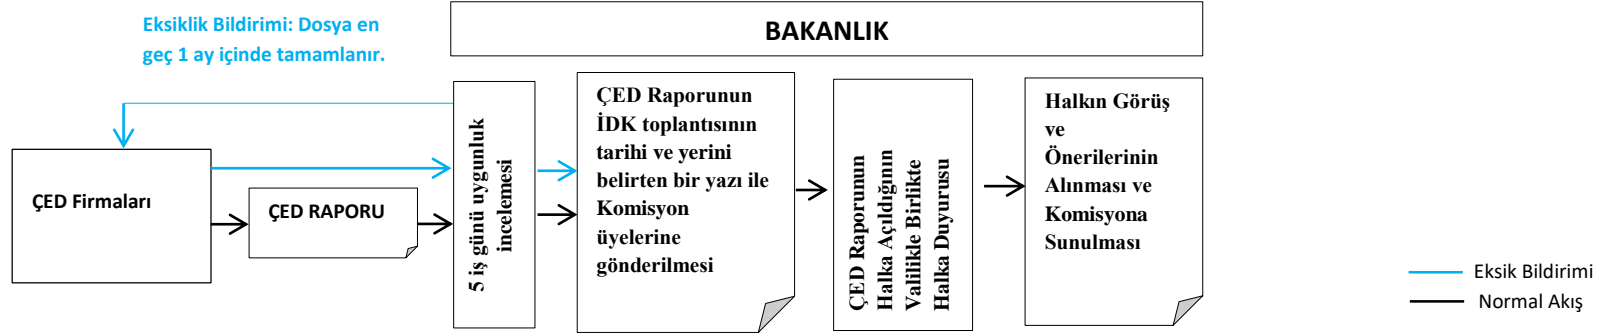 Eksiklik Bildirimi: Dosya en
geç 1 ay içinde tamamlanır.
BAKANLIK
ÇED Firmaları
ÇED RAPORU
5 iş günü uygunluk
incelemesi
ÇED Raporunun
İDK toplantısının
tarihi ve yerini
belirten bir yazı ile
Komisyon
üyelerine
gönderilmesi
ÇED Raporunun
Halka Açıldığının
Valilikle Birlikte
Halka Duyurusu
Halkın Görüş
ve
Önerilerinin
Alınması ve
Komisyona
Sunulması
Eksik Bildirimi
Normal Akış